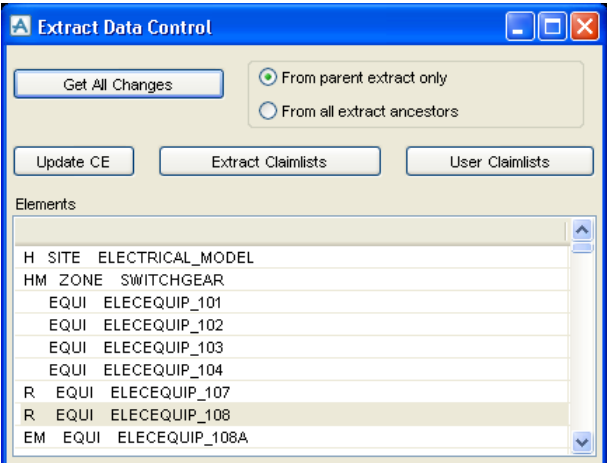 Extract Data Control
Get All Changes
From parent extract only
From all extract ancestors
Update CE
Extract Claimlists
User Claimlists
Elements
H SITE ELECTRICAL_MODEL
HM ZONE SWITCHGEAR
EQUI ELECEQUIP_101
EQUI ELECEQUIP_102
EQUI ELECEQUIP_103
EQUI ELECEQUIP_104
R EQUI ELECEQUIP_107
R EQUI ELECEQUIP_108
EM EQUI ELECEQUIP_108A